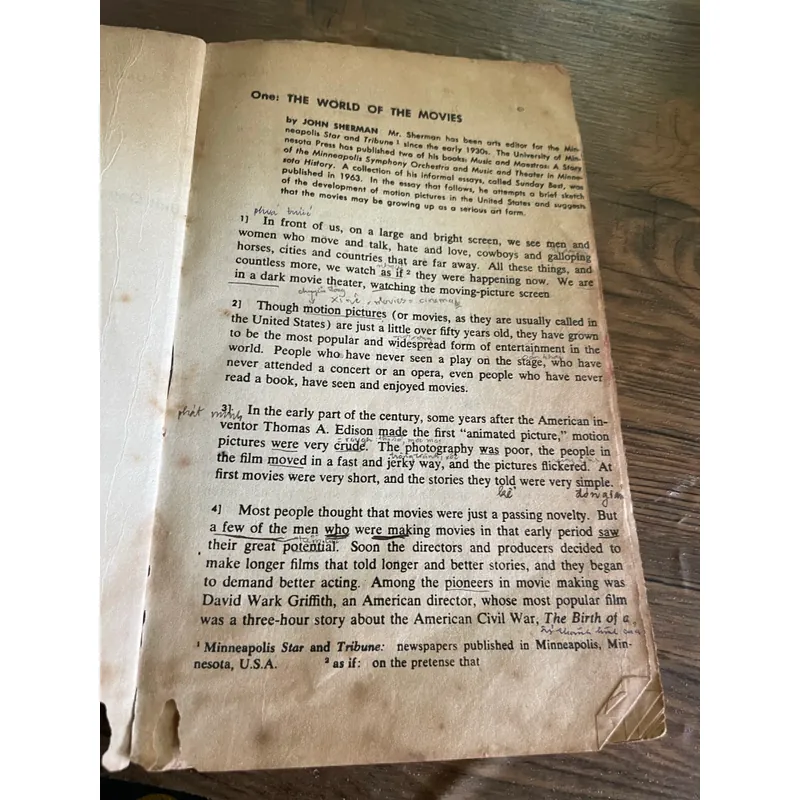 One: THE WORLD OF THE MOVIES
by JOHN SHERMAN Mr. Sherman has been arts editor for the Min-
neapolis Star and Tribune ¹ since the early 1930s. The University of Min-
nesota Press has published two of his books: Music and Maestros: A Story
of the Minneapolis Symphony Orchestra and Music and Theater in Minne-
sota History. A collection of his informal essays, called Sunday Best, was
published in 1963. In the essay that follows, he attempts a brief sketch
of the development of motion pictures in the United States and suggests
that the movies may be growing up as a serious art form.
phía trước
1] In front of us, on a large and bright screen, we see men and
women who move and talk, hate and love, cowboys and galloping
horses, cities and countries that are far away. All these things, and
countless more, we watch as if ² they were happening now. We are
in a dark movie theater, watching the moving-picture screen
chuyển động
xinê, movies = cinema
2] Though motion pictures (or movies, as they are usually called in
the United States) are just a little over fifty years old, they have grown
to be the most popular and widespread form of entertainment in the
world. People who have never seen a play on the stage, who have
never attended a concert or an opera, even people who have never
read a book, have seen and enjoyed movies.
phát minh
3] In the early part of the century, some years after the American in-
ventor Thomas A. Edison made the first “animated picture,” motion
pictures were very crude. The photography was poor, the people in
the film moved in a fast and jerky way, and the pictures flickered. At
first movies were very short, and the stories they told were very simple.
kể đơn giản
4] Most people thought that movies were just a passing novelty. But
a few of the men who were making movies in that early period saw
their great potential. Soon the directors and producers decided to
make longer films that told longer and better stories, and they began
to demand better acting. Among the pioneers in movie making was
David Wark Griffith, an American director, whose most popular film
was a three-hour story about the American Civil War, The Birth of a
¹ Minneapolis Star and Tribune: newspapers published in Minneapolis, Min-
nesota, U.S.A. ² as if: on the pretense that